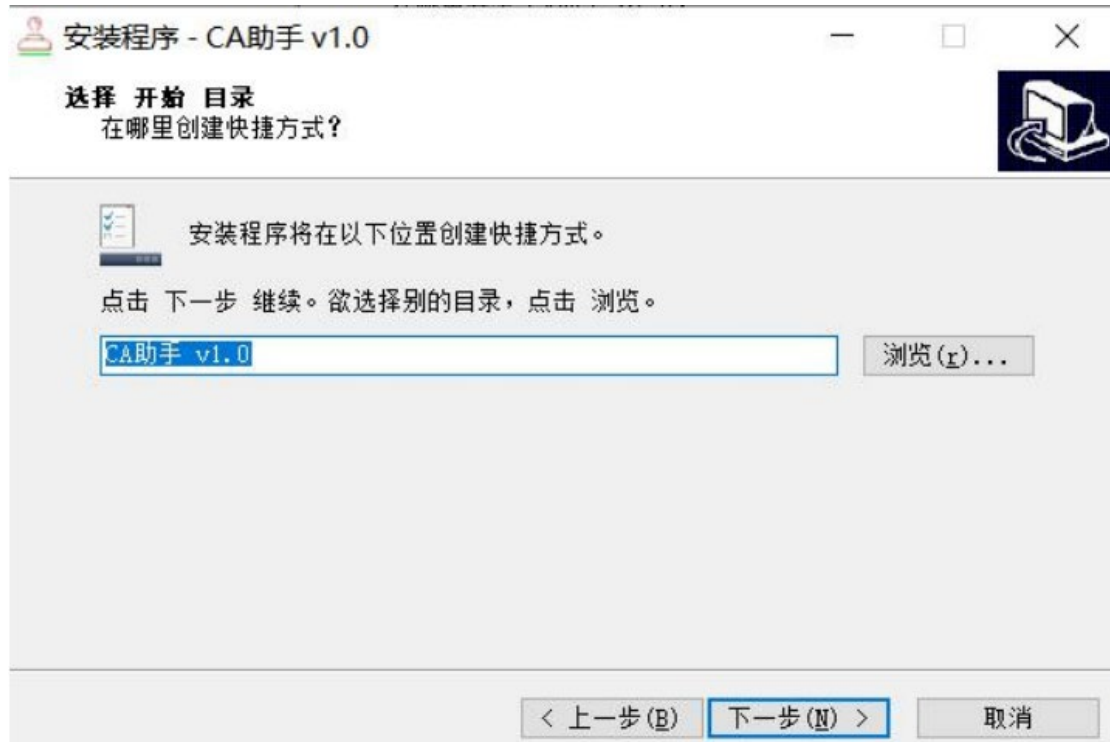 安装程序 - CA助手 v1.0
选择 开始 目录
在哪里创建快捷方式?
安装程序将在以下位置创建快捷方式。
点击 下一步 继续。欲选择别的目录,点击 浏览。
CA助手 v1.0
浏览(r)...
< 上一步(B)
下一步(N) >
取消